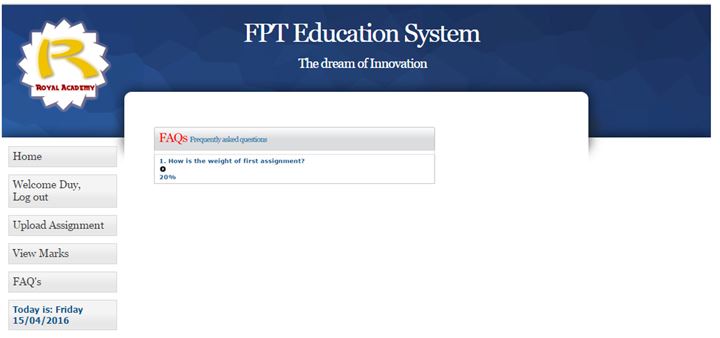 R
ROYAL ACADEMY
FPT Education System
The dream of Innovation
Home
Welcome Duy,
Log out
Upload Assignment
View Marks
FAQ's
Today is: Friday
15/04/2016
FAQs Frequently asked questions
1. How is the weight of first assignment?
20%